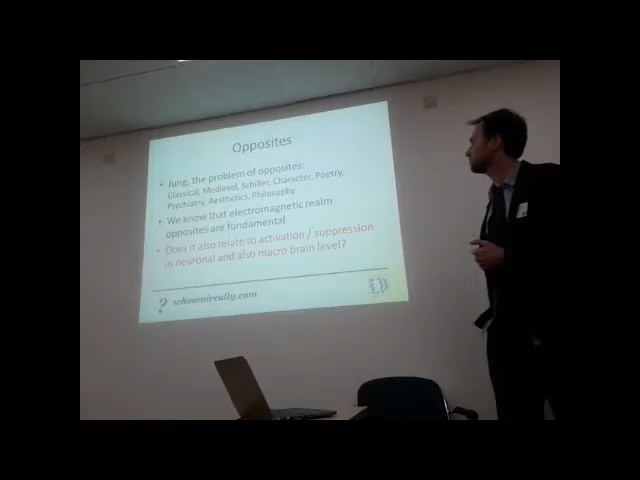 Opposites
• Jung, the problem of opposites:
Classical, Medieval, Schiller, Character, Poetry,
Psychiatry, Aesthetics, Philosophy
• We know that electromagnetic realm
opposites are fundamental
• Does it also relate to activation / suppression
in neuronal and also macro brain level?
? whoamireally.com